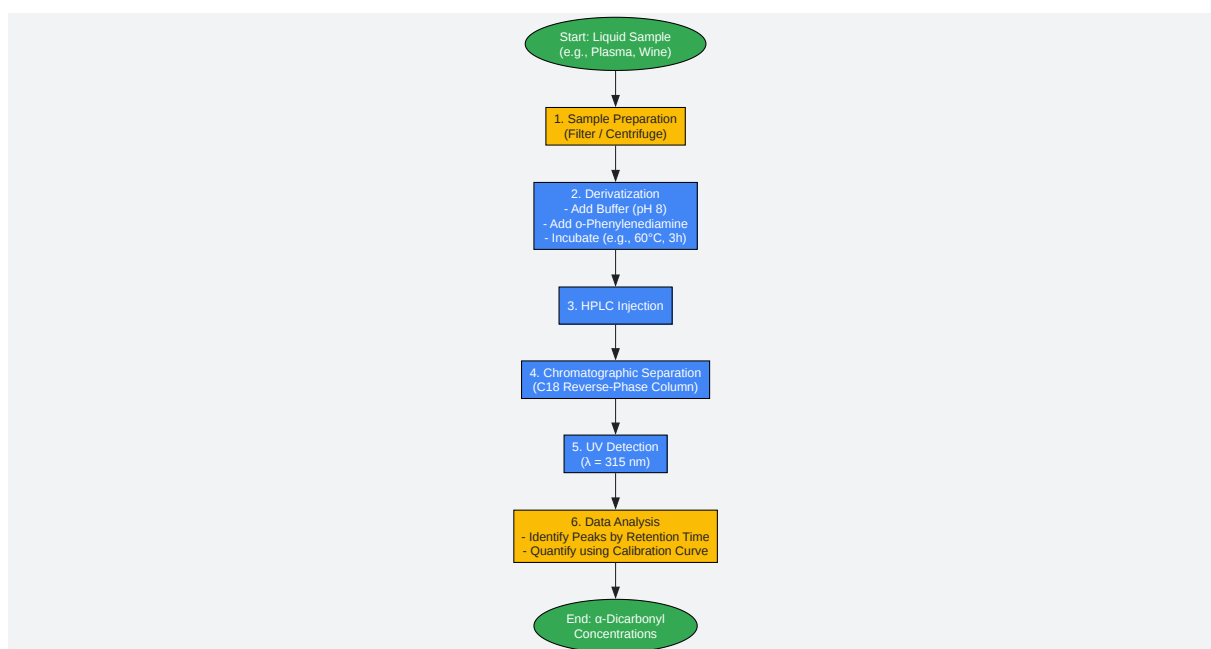 Start: Liquid Sample
(e.g., Plasma, Wine)
1. Sample Preparation
(Filter / Centrifuge)
2. Derivatization
- Add Buffer (pH 8)
- Add o-Phenylenediamine
- Incubate (e.g., 60°C, 3h)
3. HPLC Injection
4. Chromatographic Separation
(C18 Reverse-Phase Column)
5. UV Detection
(λ = 315 nm)
6. Data Analysis
- Identify Peaks by Retention Time
- Quantify using Calibration Curve
End: α-Dicarbonyl
Concentrations